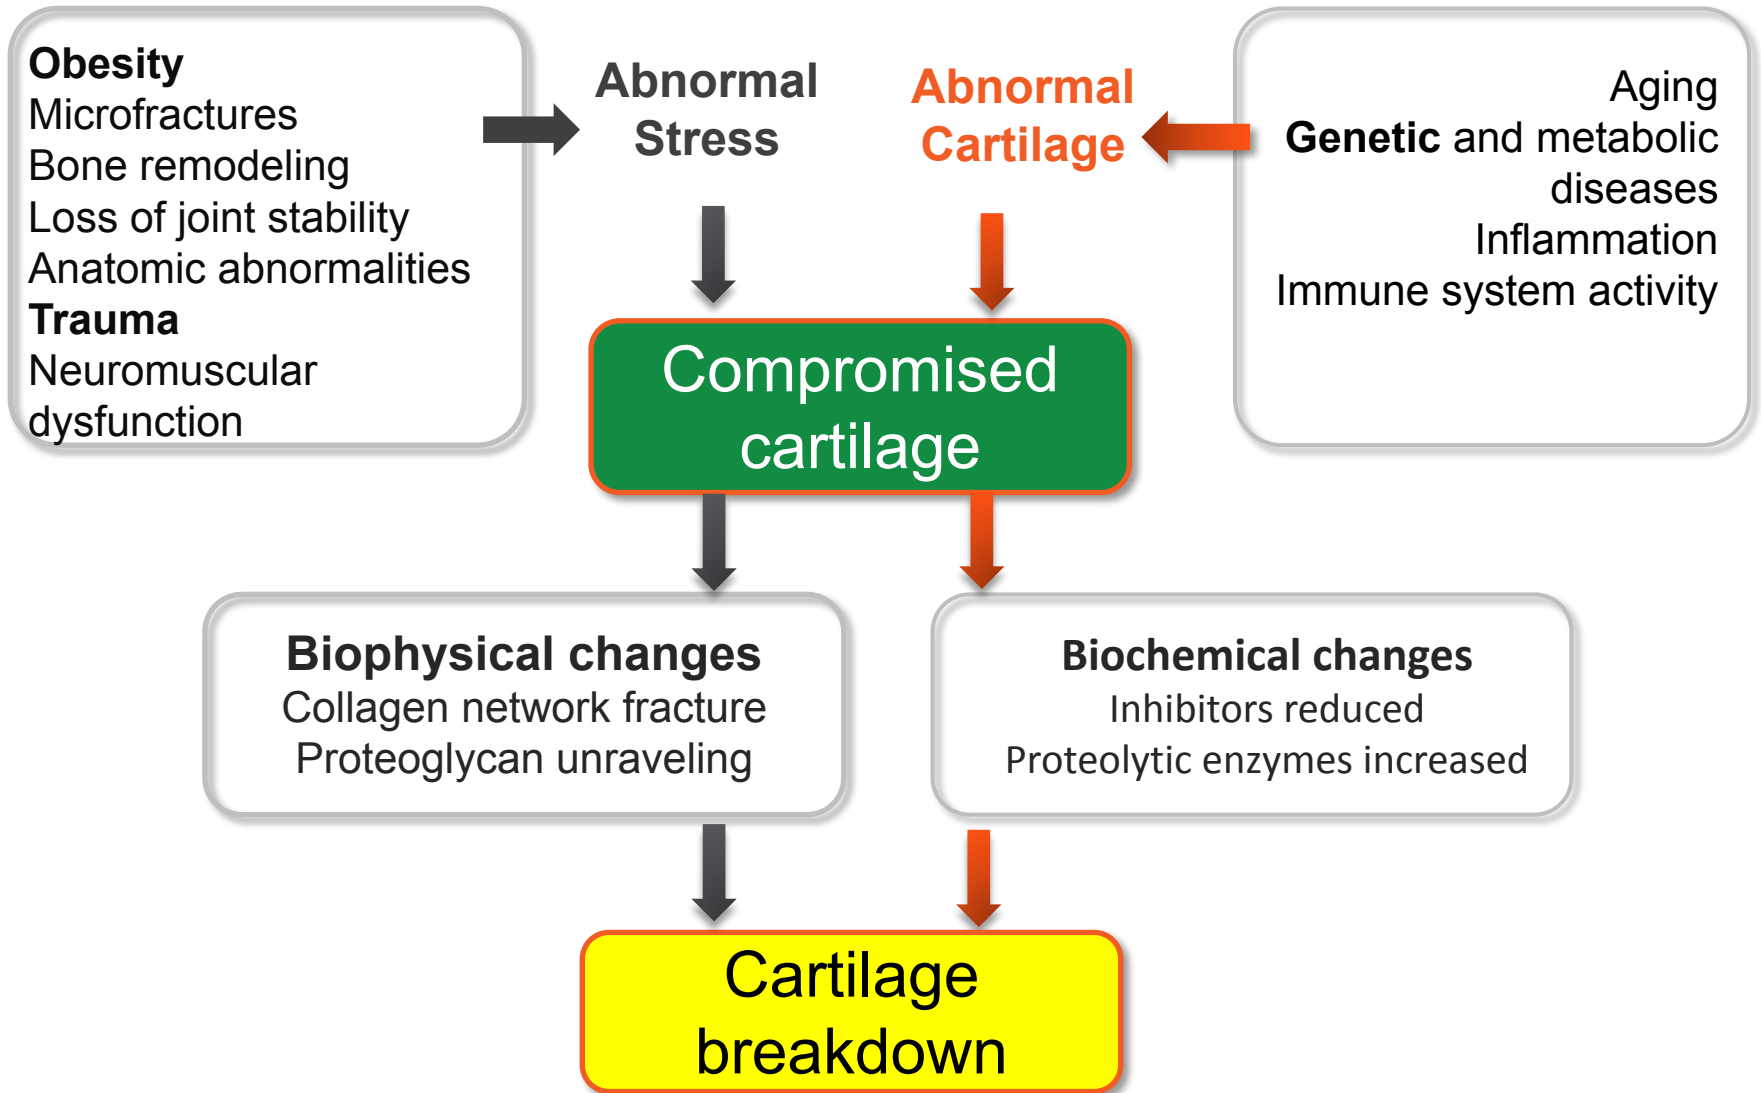 Obesity
Microfractures
Bone remodeling
Loss of joint stability
Anatomic abnormalities
Trauma
Neuromuscular
dysfunction
Abnormal
Stress
Abnormal
Cartilage
Aging
Genetic and metabolic
diseases
Inflammation
Immune system activity
Compromised
cartilage
Biophysical changes
Collagen network fracture
Proteoglycan unraveling
Biochemical changes
Inhibitors reduced
Proteolytic enzymes increased
Cartilage
breakdown